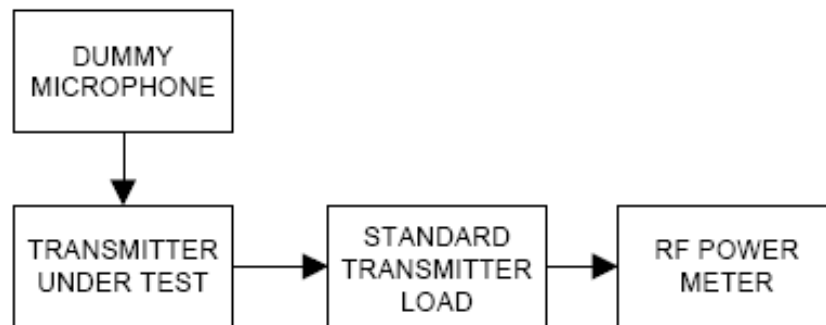 DUMMY
MICROPHONE
TRANSMITTER
UNDER TEST
STANDARD
TRANSMITTER
LOAD
RF POWER
METER